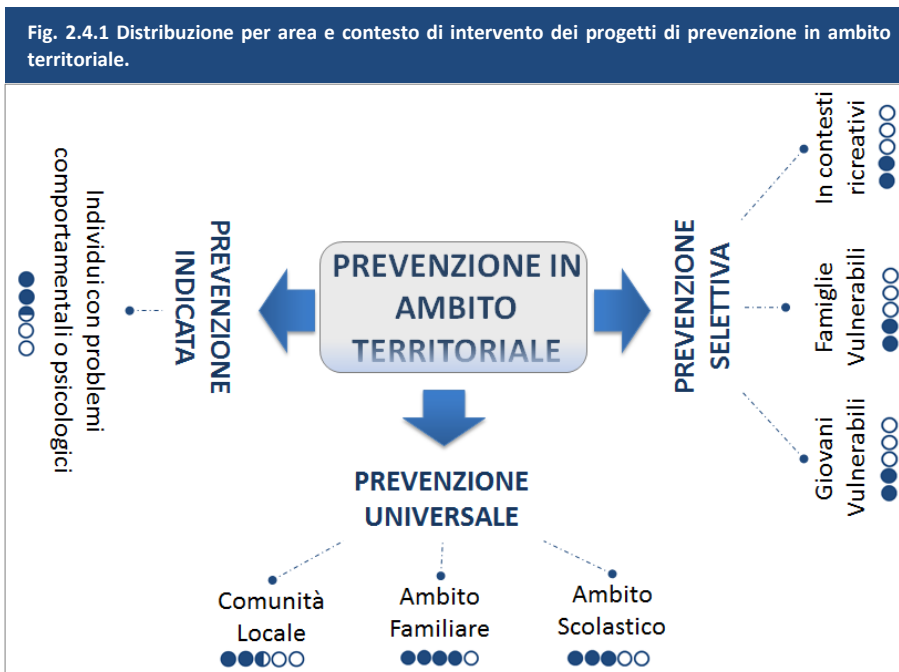 Fig. 2.4.1 Distribuzione per area e contesto di intervento dei progetti di prevenzione in ambito
territoriale.
PREVENZIONE IN
AMBITO
TERRITORIALE
PREVENZIONE
INDICATA
Individui con problemi
comportamentali o psicologici
PREVENZIONE
SELETTIVA
In contesti
ricreativi
Famiglie
Vulnerabili
Giovani
Vulnerabili
PREVENZIONE
UNIVERSALE
Comunità
Locale
Ambito
Familiare
Ambito
Scolastico